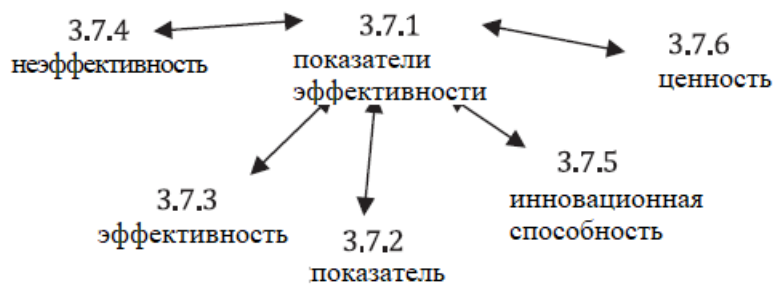 3.7.4
неэффективность
3.7.1
показатели
эффективности
3.7.6
ценность
3.7.3
эффективность
3.7.2
показатель
3.7.5
инновационная
способность